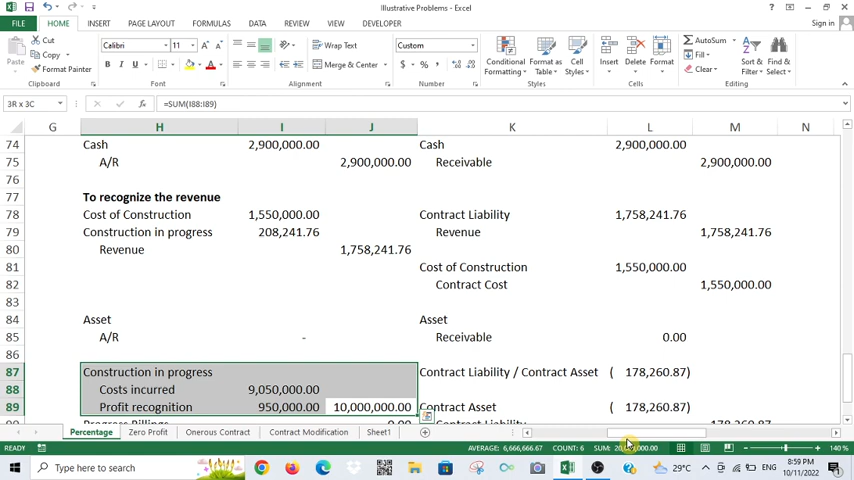 Illustrative Problems - Excel
FILE HOME INSERT PAGE LAYOUT FORMULAS DATA REVIEW VIEW DEVELOPER Sign in
Cut
Copy
Format Painter
Paste
Calibri 11
Wrap Text
Merge & Center
Custom
Conditional Formatting
Format as Table
Cell Styles
Insert Delete Format
AutoSum
Fill
Clear
Sort & Filter
Find & Select
Clipboard Font Alignment Number Styles Cells Editing
3R x 3C =SUM(I88:I89)
G H I J K L M N
74 Cash 2,900,000.00 Cash 2,900,000.00
75 A/R 2,900,000.00 Receivable 2,900,000.00
76
77 To recognize the revenue
78 Cost of Construction 1,550,000.00 Contract Liability 1,758,241.76
79 Construction in progress 208,241.76 Revenue 1,758,241.76
80 Revenue 1,758,241.76
81 Cost of Construction 1,550,000.00
82 Contract Cost 1,550,000.00
83
84 Asset Asset
85 A/R - Receivable 0.00
86
87 Construction in progress Contract Liability / Contract Asset ( 178,260.87)
88 Costs incurred 9,050,000.00
89 Profit recognition 950,000.00 10,000,000.00 Contract Asset ( 178,260.87)
Percentage Zero Profit Onerous Contract Contract Modification Sheet1
READY AVERAGE: 6,666,666.67 COUNT: 6 SUM: 140 %
Type here to search 29°C ENG 8:59 PM
10/11/2022